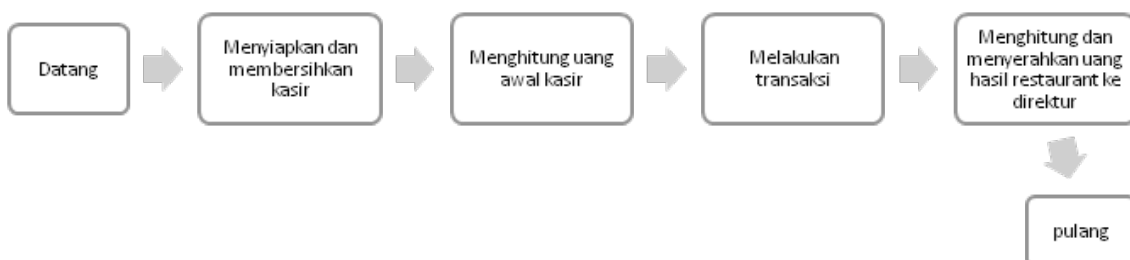 Datang
Menyiapkan dan
membersihkan
kasir
Menghitung uang
awal kasir
Melakukan
transaksi
Menghitung dan
menyerahkan uang
hasil restaurant ke
direktur
pulang